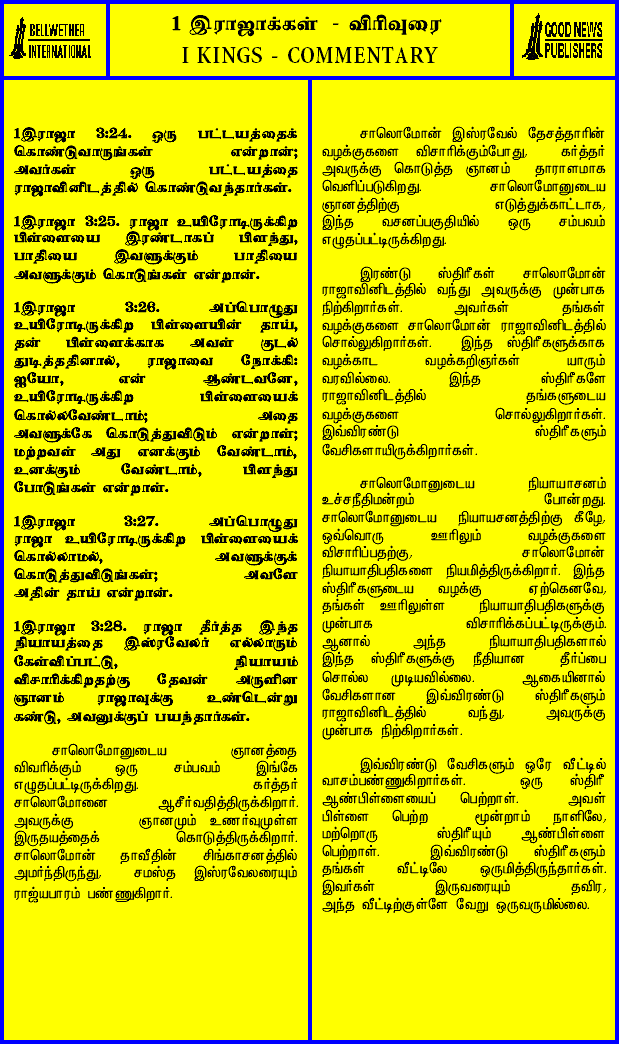 BELLWETHER
INTERNATIONAL
1 இராஜாக்கள் - விரிவுரை
I KINGS - COMMENTARY
GOOD NEWS
PUBLISHERS
1இராஜா 3:24. ஒரு பட்டயத்தைக்
கொண்டுவாருங்கள் என்றான்;
அவர்கள் ஒரு பட்டயத்தை
ராஜாவினிடத்தில் கொண்டுவந்தார்கள்.
1இராஜா 3:25. ராஜா உயிரோடிருக்கிற
பிள்ளையை இரண்டாகப் பிளந்து,
பாதியை இவளுக்கும் பாதியை
அவளுக்கும் கொடுங்கள் என்றான்.
1இராஜா 3:26. அப்பொழுது
உயிரோடிருக்கிற பிள்ளையின் தாய்,
தன் பிள்ளைக்காக அவள் குடல்
துடித்ததினால், ராஜாவை நோக்கி:
ஐயோ, என் ஆண்டவனே,
உயிரோடிருக்கிற பிள்ளையைக்
கொல்லவேண்டாம்; அதை
அவளுக்கே கொடுத்துவிடும் என்றாள்;
மற்றவள் அது எனக்கும் வேண்டாம்,
உனக்கும் வேண்டாம், பிளந்து
போடுங்கள் என்றாள்.
1இராஜா 3:27. அப்பொழுது
ராஜா உயிரோடிருக்கிற பிள்ளையைக்
கொல்லாமல், அவளுக்குக்
கொடுத்துவிடுங்கள்; அவளே
அதின் தாய் என்றான்.
1இராஜா 3:28. ராஜா தீர்த்த இந்த
நியாயத்தை இஸ்ரவேலர் எல்லாரும்
கேள்விப்பட்டு, நியாயம்
விசாரிக்கிறதற்கு தேவன் அருளின
ஞானம் ராஜாவுக்கு உண்டென்று
கண்டு, அவனுக்குப் பயந்தார்கள்.
சாலொமோனுடைய ஞானத்தை
விவரிக்கும் ஒரு சம்பவம் இங்கே
எழுதப்பட்டிருக்கிறது. கர்த்தர்
சாலொமோனை ஆசீர்வதித்திருக்கிறார்.
அவருக்கு ஞானமும் உணர்வுமுள்ள
இருதயத்தைக் கொடுத்திருக்கிறார்.
சாலொமோன் தாவீதின் சிங்காசனத்தில்
அமர்ந்திருந்து, சமஸ்த இஸ்ரவேலரையும்
ராஜ்யபாரம் பண்ணுகிறார்.
சாலொமோன் இஸ்ரவேல் தேசத்தாரின்
வழக்குகளை விசாரிக்கும்போது, கர்த்தர்
அவருக்கு கொடுத்த ஞானம் தாராளமாக
வெளிப்படுகிறது. சாலொமோனுடைய
ஞானத்திற்கு எடுத்துக்காட்டாக,
இந்த வசனப்பகுதியில் ஒரு சம்பவம்
எழுதப்பட்டிருக்கிறது.
இரண்டு ஸ்திரீகள் சாலொமோன்
ராஜாவினிடத்தில் வந்து அவருக்கு முன்பாக
நிற்கிறார்கள். அவர்கள் தங்கள்
வழக்குகளை சாலொமோன் ராஜாவினிடத்தில்
சொல்லுகிறார்கள். இந்த ஸ்திரீகளுக்காக
வழக்காட வழக்கறிஞர்கள் யாரும்
வரவில்லை. இந்த ஸ்திரீகளே
ராஜாவினிடத்தில் தங்களுடைய
வழக்குகளை சொல்லுகிறார்கள்.
இவ்விரண்டு ஸ்திரீகளும்
வேசிகளாயிருக்கிறார்கள்.
சாலொமோனுடைய நியாயாசனம்
உச்சநீதிமன்றம் போன்றது.
சாலொமோனுடைய நியாயசனத்திற்கு கீழே,
ஒவ்வொரு ஊரிலும் வழக்குகளை
விசாரிப்பதற்கு, சாலொமோன்
நியாயாதிபதிகளை நியமித்திருக்கிறார். இந்த
ஸ்திரீகளுடைய வழக்கு ஏற்கெனவே,
தங்கள் ஊரிலுள்ள நியாயாதிபதிகளுக்கு
முன்பாக விசாரிக்கப்பட்டிருக்கும்.
ஆனால் அந்த நியாயாதிபதிகளால்
இந்த ஸ்திரீகளுக்கு நீதியான தீர்ப்பை
சொல்ல முடியவில்லை. ஆகையினால்
வேசிகளான இவ்விரண்டு ஸ்திரீகளும்
ராஜாவினிடத்தில் வந்து, அவருக்கு
முன்பாக நிற்கிறார்கள்.
இவ்விரண்டு வேசிகளும் ஒரே வீட்டில்
வாசம்பண்ணுகிறார்கள். ஒரு ஸ்திரீ
ஆண்பிள்ளையைப் பெற்றாள். அவள்
பிள்ளை பெற்ற மூன்றாம் நாளிலே,
மற்றொரு ஸ்திரீயும் ஆண்பிள்ளை
பெற்றாள். இவ்விரண்டு ஸ்திரீகளும்
தங்கள் வீட்டிலே ஒருமித்திருந்தார்கள்.
இவர்கள் இருவரையும் தவிர,
அந்த வீட்டிற்குள்ளே வேறு ஒருவருமில்லை.